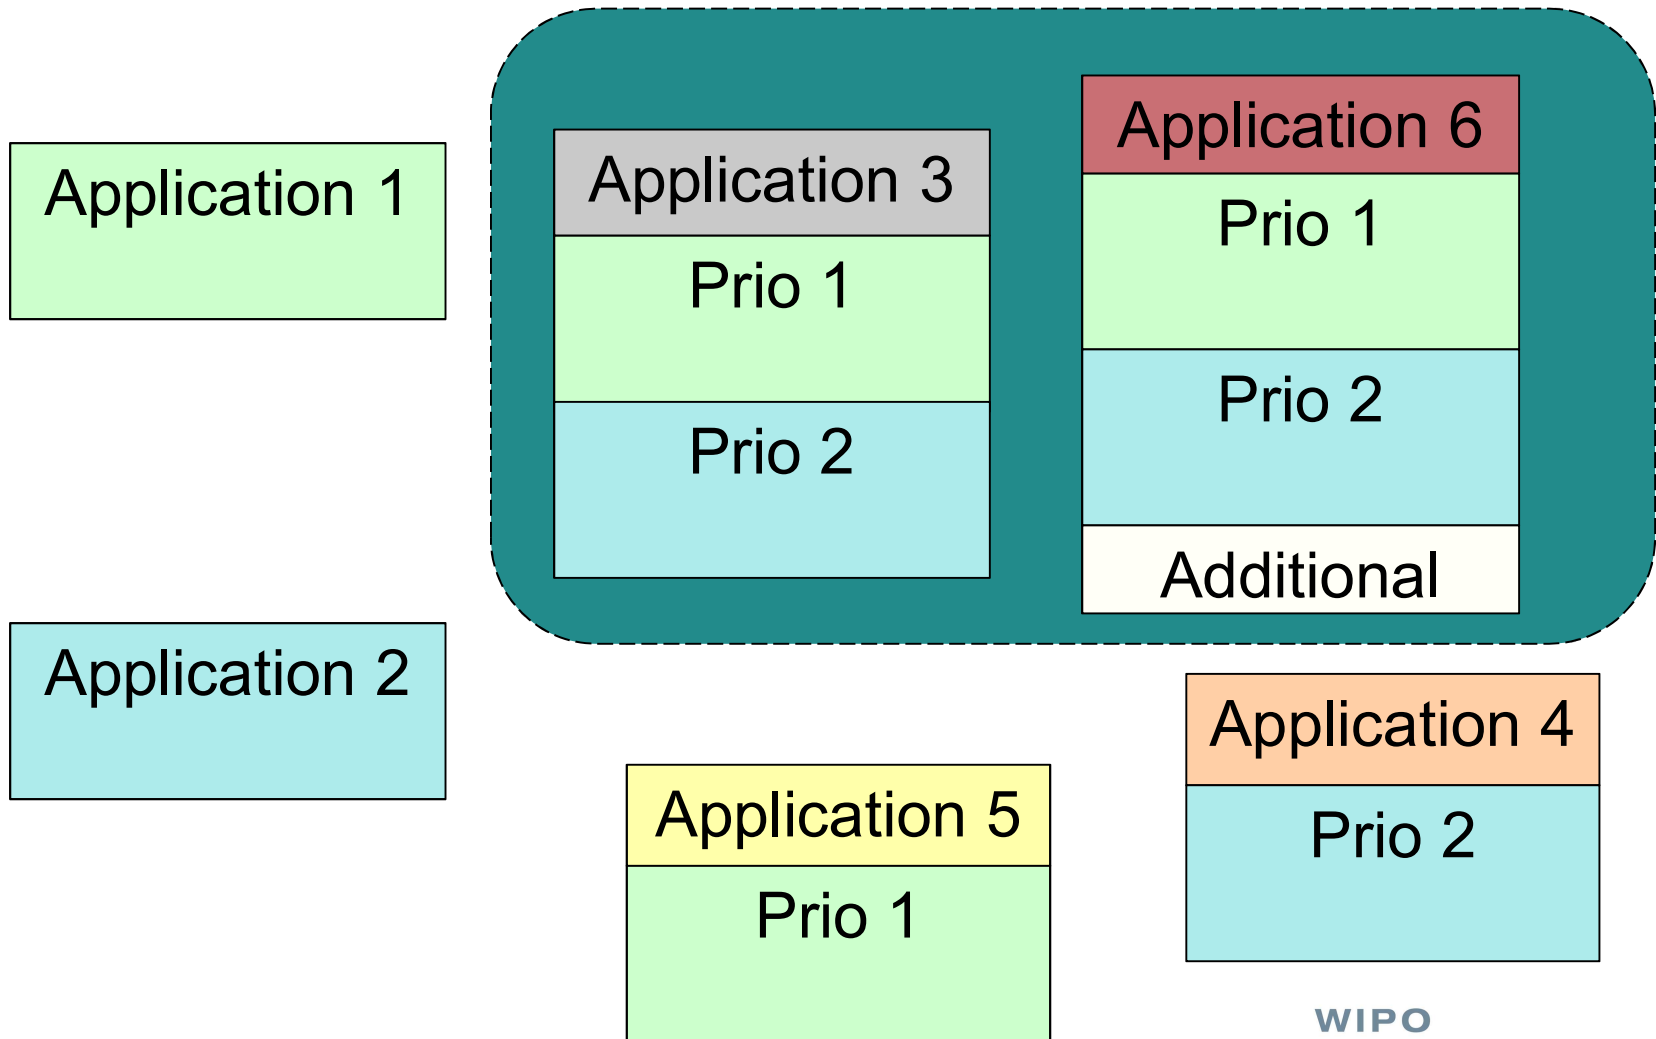 Application 1
Application 2
Application 3
Prio 1
Prio 2
Application 6
Prio 1
Prio 2
Additional
Application 5
Prio 1
Application 4
Prio 2
WIPO